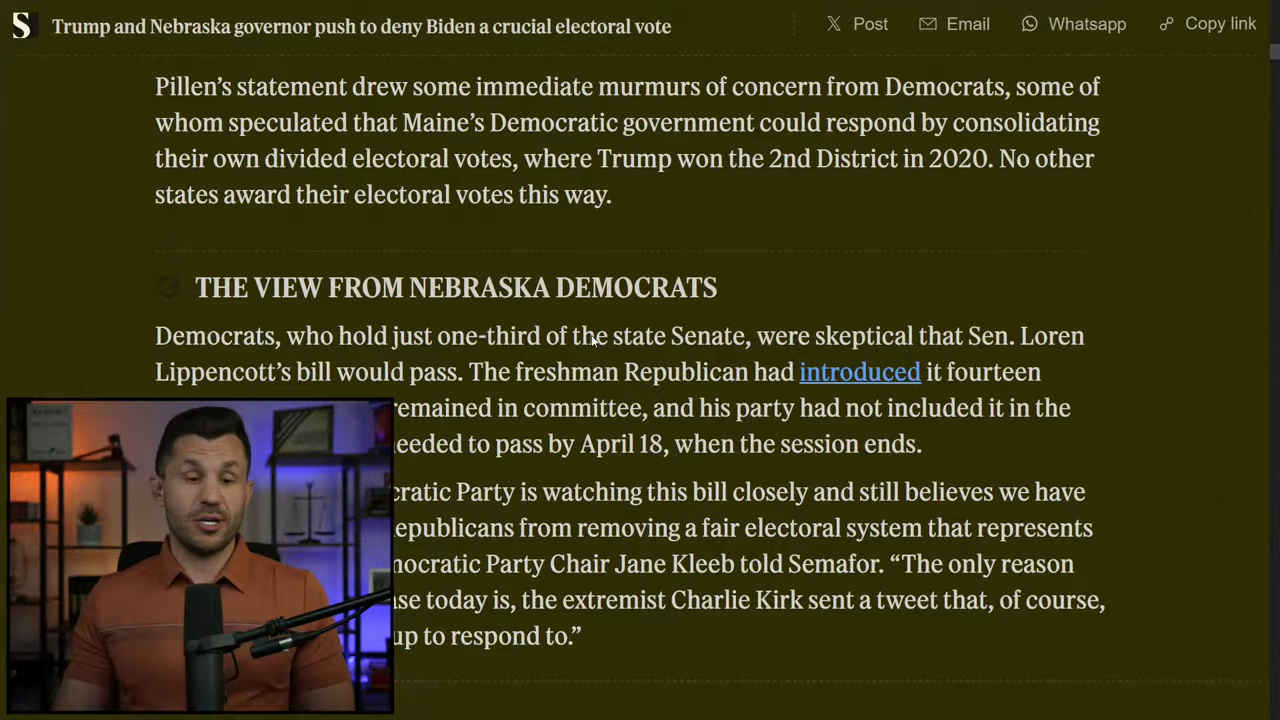 S Trump and Nebraska governor push to deny Biden a crucial electoral vote Post Email Whatsapp Copy link
Pillen’s statement drew some immediate murmurs of concern from Democrats, some of
whom speculated that Maine’s Democratic government could respond by consolidating
their own divided electoral votes, where Trump won the 2nd District in 2020. No other
states award their electoral votes this way.
THE VIEW FROM NEBRASKA DEMOCRATS
Democrats, who hold just one-third of the state Senate, were skeptical that Sen. Loren
Lippencott’s bill would pass. The freshman Republican had introduced it fourteen
remained in committee, and his party had not included it in the
needed to pass by April 18, when the session ends.
cratic Party is watching this bill closely and still believes we have
epublicans from removing a fair electoral system that represents
mocratic Party Chair Jane Kleeb told Semafor. “The only reason
se today is, the extremist Charlie Kirk sent a tweet that, of course,
up to respond to.”